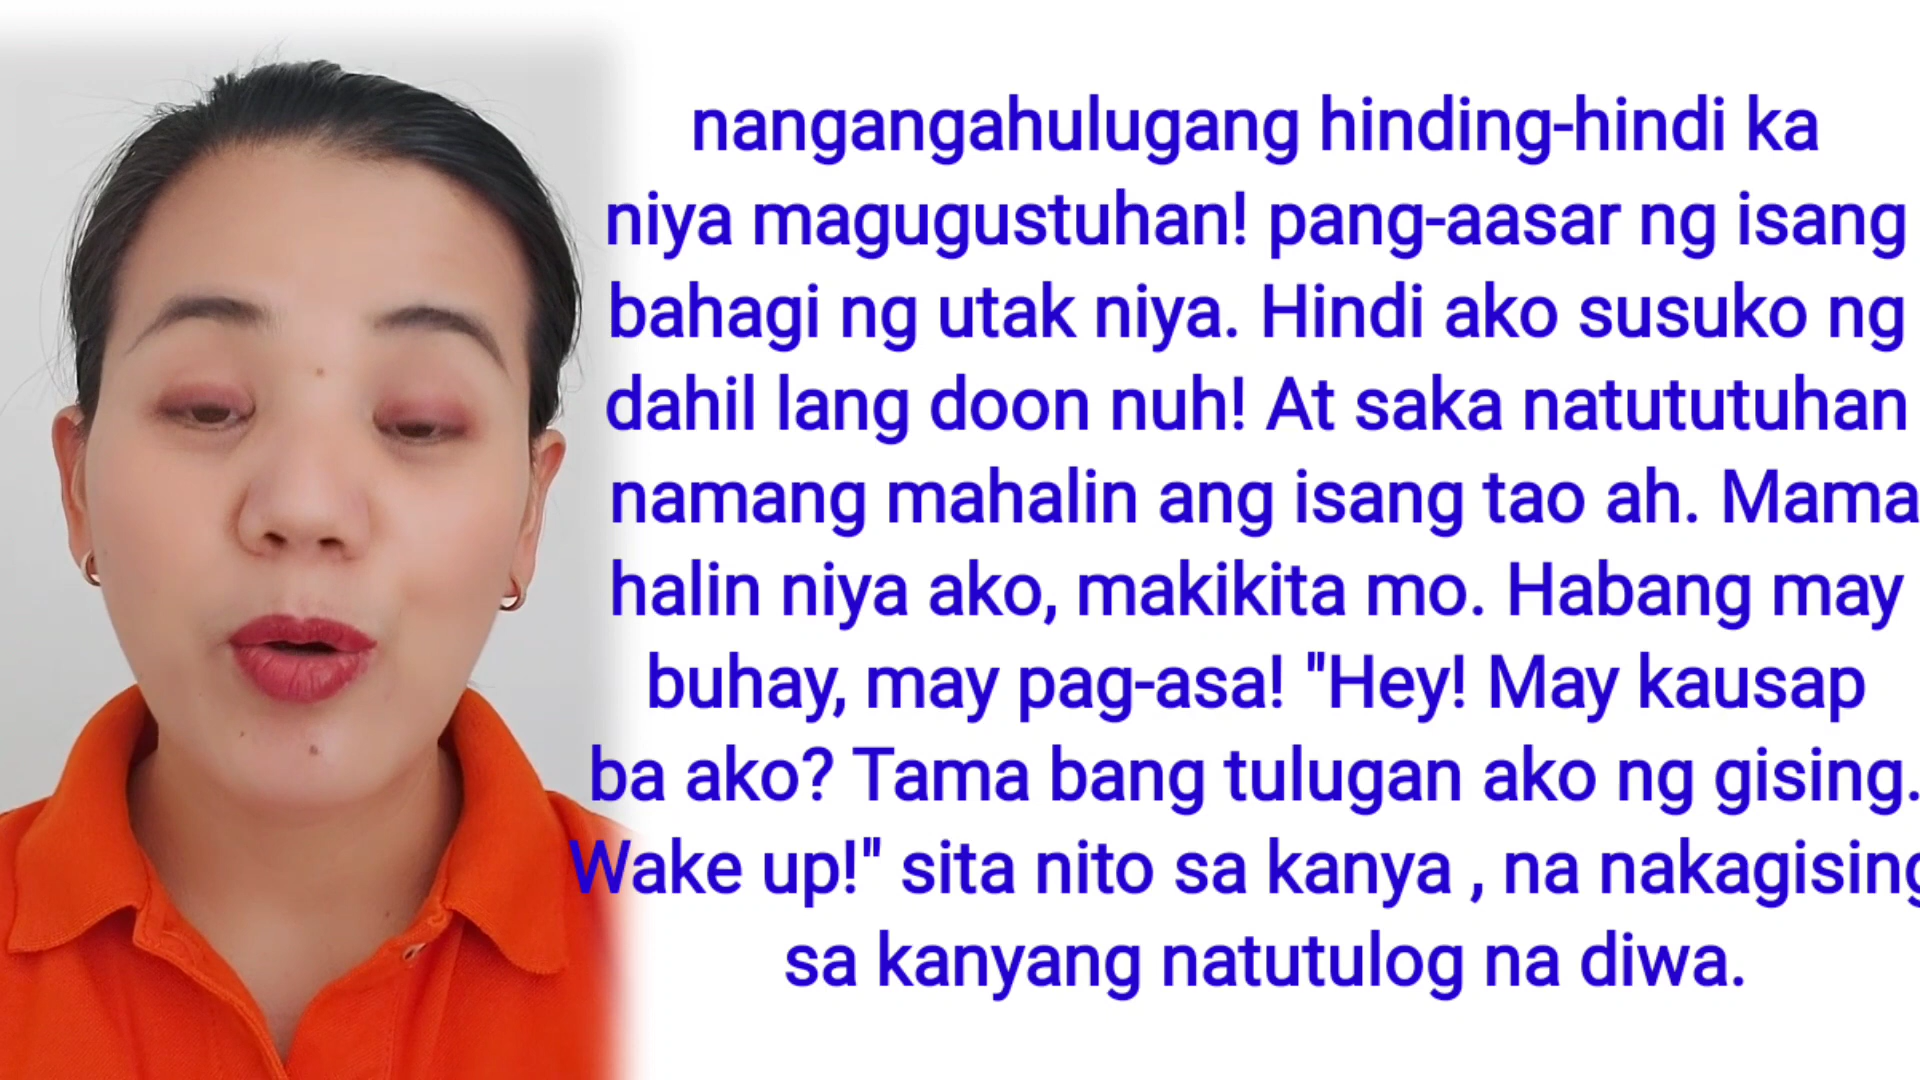 nangangahulugang hinding-hindi ka
niya magugustuhan! pang-aasar ng isang
bahagi ng utak niya. Hindi ako susuko ng
dahil lang doon nuh! At saka natututuhan
namang mahalin ang isang tao ah. Mama
halin niya ako, makikita mo. Habang may
buhay, may pag-asa! "Hey! May kausap
ba ako? Tama bang tulugan ako ng gising.
Wake up!" sita nito sa kanya , na nakagising
sa kanyang natutulog na diwa.